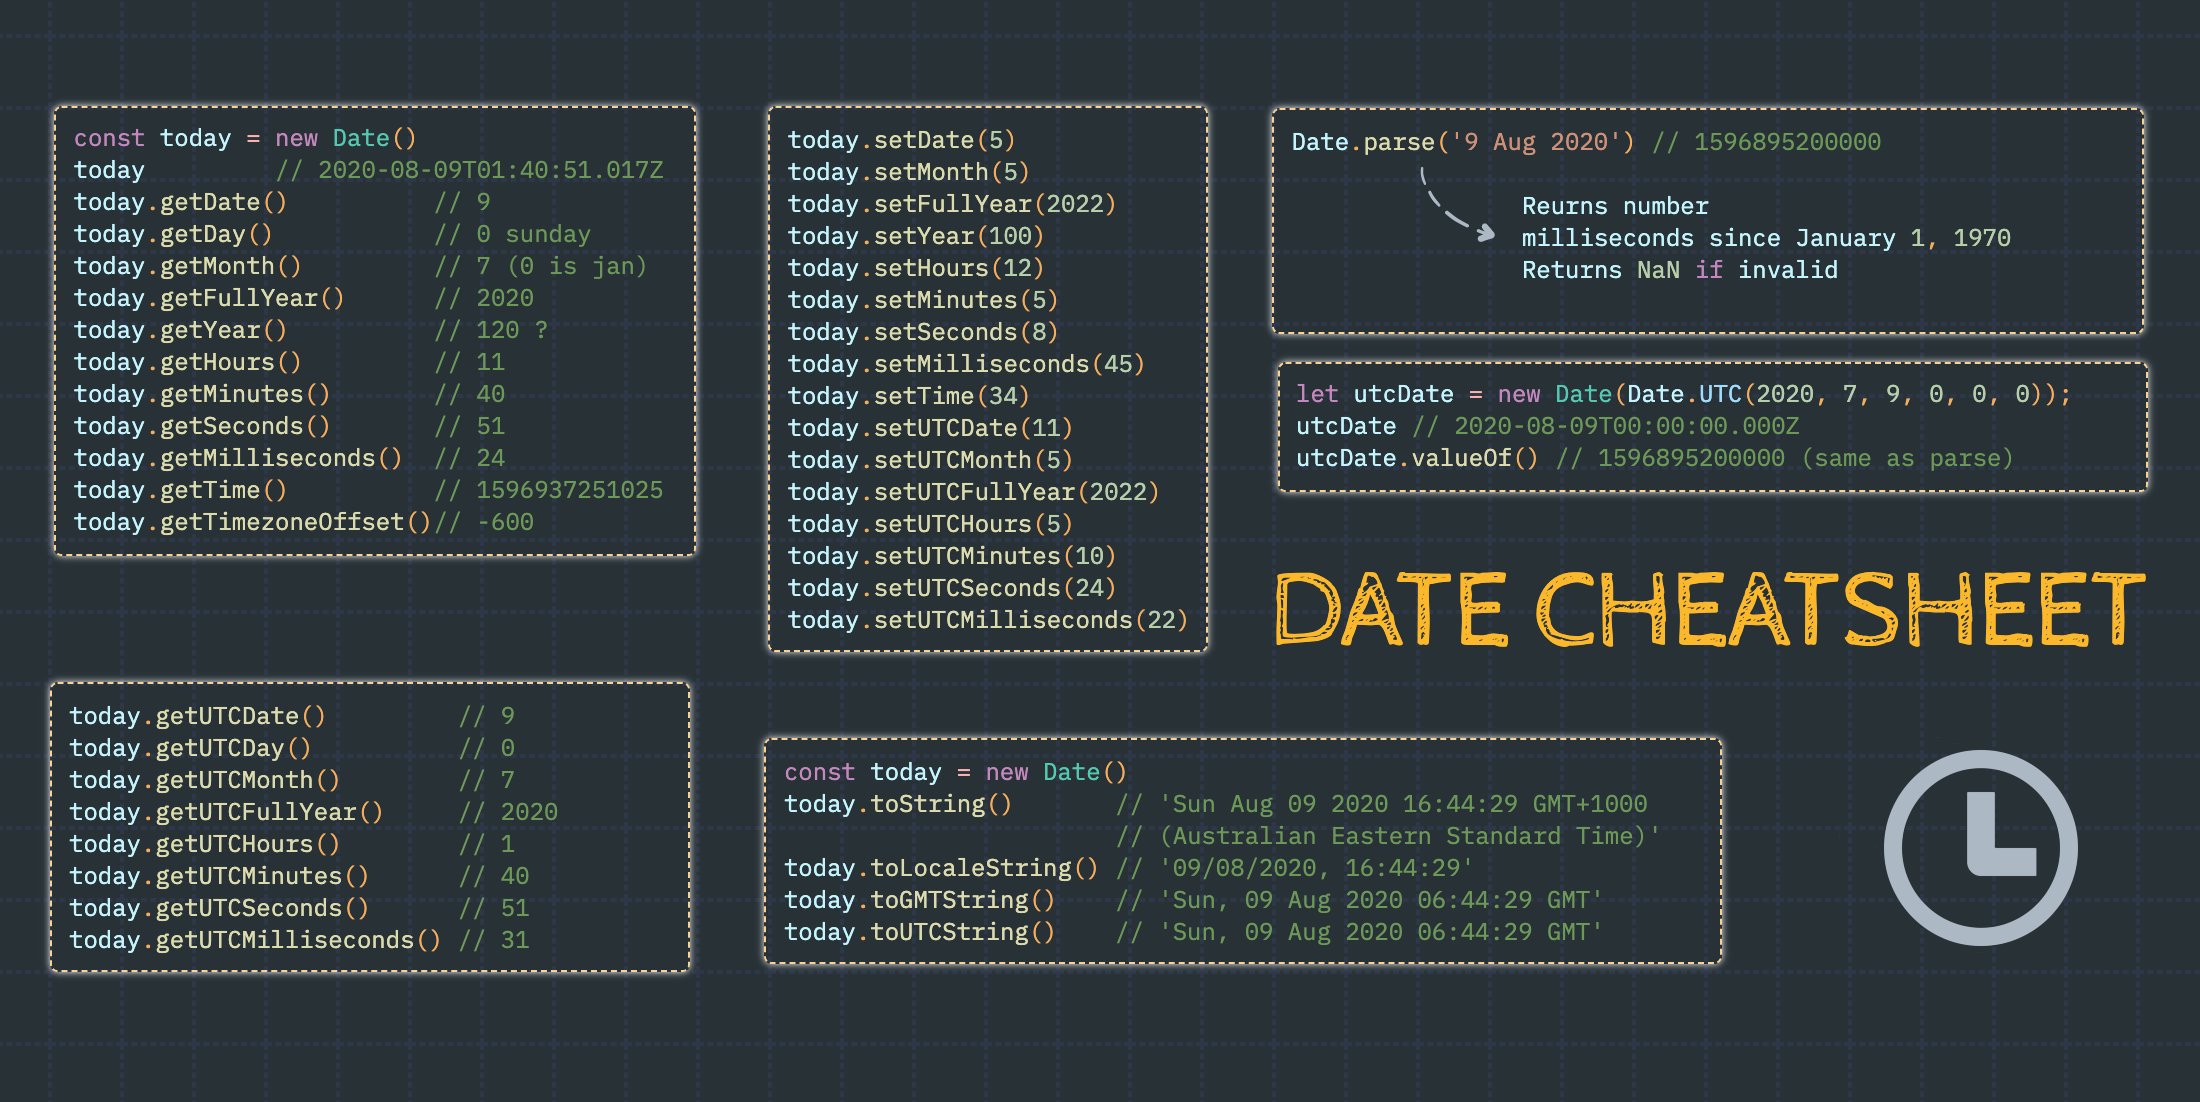 const today = new Date()
today // 2020-08-09T01:40:51.017Z
today.getDate() // 9
today.getDay() // 0 sunday
today.getMonth() // 7 (0 is jan)
today.getFullYear() // 2020
today.getYear() // 120 ?
today.getHours() // 11
today.getMinutes() // 40
today.getSeconds() // 51
today.getMilliseconds() // 24
today.getTime() // 1596937251025
today.getTimezoneOffset()// -600
today.getUTCDate() // 9
today.getUTCDay() // 0
today.getUTCMonth() // 7
today.getUTCFullYear() // 2020
today.getUTCHours() // 1
today.getUTCMinutes() // 40
today.getUTCSeconds() // 51
today.getUTCMilliseconds() // 31
today.setDate(5)
today.setMonth(5)
today.setFullYear(2022)
today.setYear(100)
today.setHours(12)
today.setMinutes(5)
today.setSeconds(8)
today.setMilliseconds(45)
today.setTime(34)
today.setUTCDate(11)
today.setUTCMonth(5)
today.setUTCFullYear(2022)
today.setUTCHours(5)
today.setUTCMinutes(10)
today.setUTCSeconds(24)
today.setUTCMilliseconds(22)
const today = new Date()
today.toString() // 'Sun Aug 09 2020 16:44:29 GMT+1000
// (Australian Eastern Standard Time)'
today.toLocaleString() // '09/08/2020, 16:44:29'
today.toGMTString() // 'Sun, 09 Aug 2020 06:44:29 GMT'
today.toUTCString() // 'Sun, 09 Aug 2020 06:44:29 GMT'
Date.parse('9 Aug 2020') // 1596895200000
Reurns number
milliseconds since January 1, 1970
Returns NaN if invalid
let utcDate = new Date(Date.UTC(2020, 7, 9, 0, 0, 0));
utcDate // 2020-08-09T00:00:00.000Z
utcDate.valueOf() // 1596895200000 (same as parse)
DATE CHEATSHEET